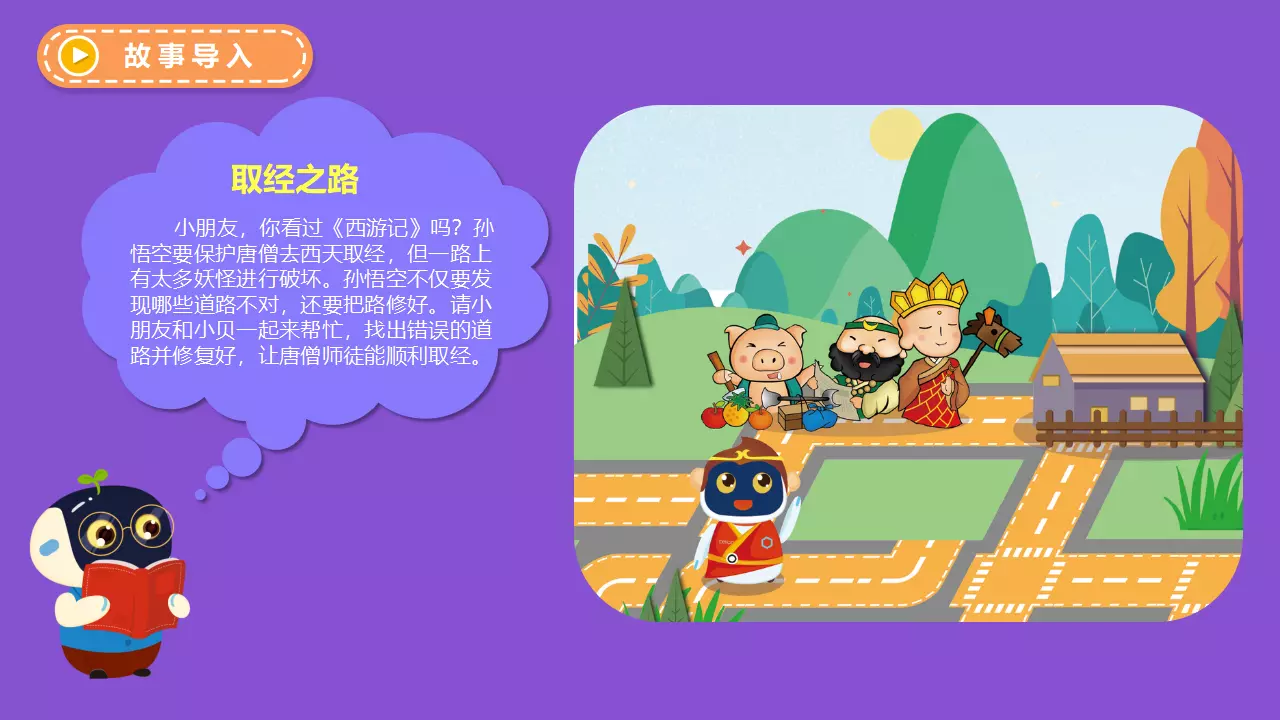 故事导入
取经之路
小朋友，你看过《西游记》吗？孙
悟空要保护唐僧去西天取经，但一路上
有太多妖怪进行破坏。孙悟空不仅要发
现哪些道路不对，还要把路修好。请小
朋友和小贝一起来帮忙，找出错误的道
路并修复好，让唐僧师徒能顺利取经。